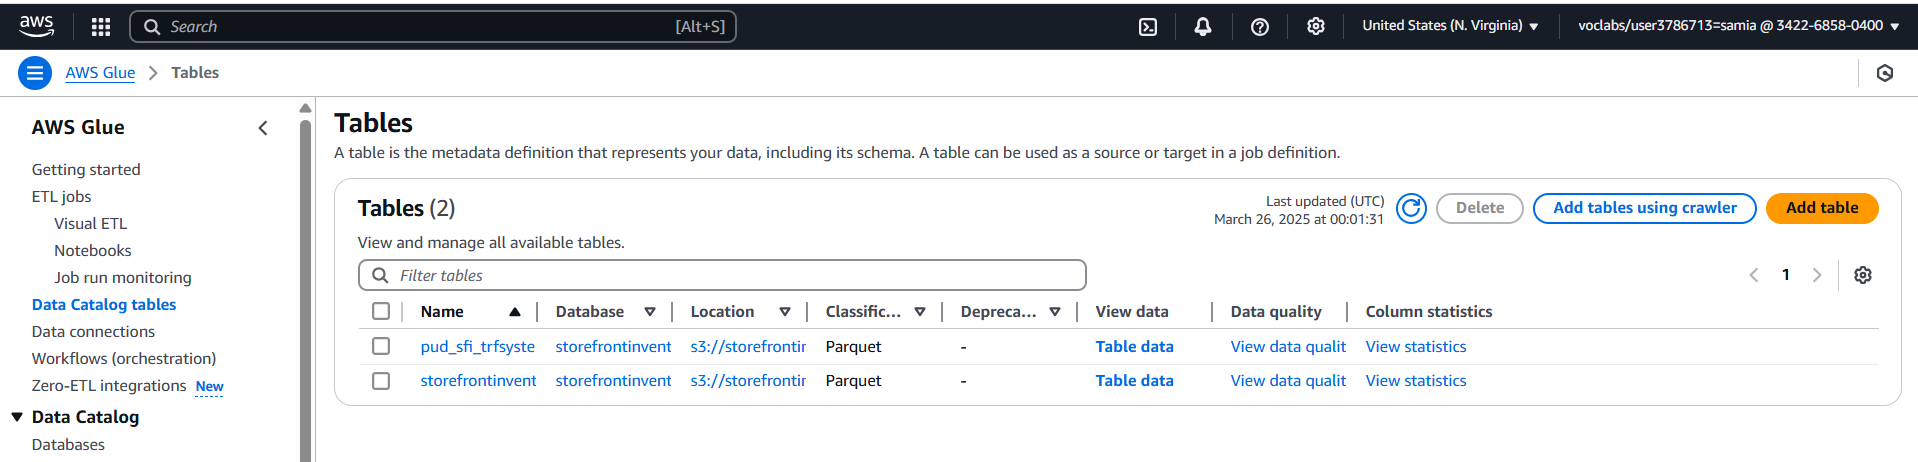 aws
Search [Alt+S]
United States (N. Virginia)
voclabs/user3786713=samia @ 3422-6858-0400
AWS Glue > Tables
AWS Glue
Getting started
ETL jobs
Visual ETL
Notebooks
Job run monitoring
Data Catalog tables
Data connections
Workflows (orchestration)
Zero-ETL integrations New
Data Catalog
Databases
Tables
A table is the metadata definition that represents your data, including its schema. A table can be used as a source or target in a job definition.
Tables (2)
Last updated (UTC)
March 26, 2025 at 00:01:31
Delete
Add tables using crawler
Add table
View and manage all available tables.
Filter tables
1
Name Database Location Classific... Depreca... View data Data quality Column statistics
pud_sfi_trfsyste storefrontinvent s3://storefrontir Parquet - Table data View data qualit View statistics
storefrontinvent storefrontinvent s3://storefrontir Parquet - Table data View data qualit View statistics